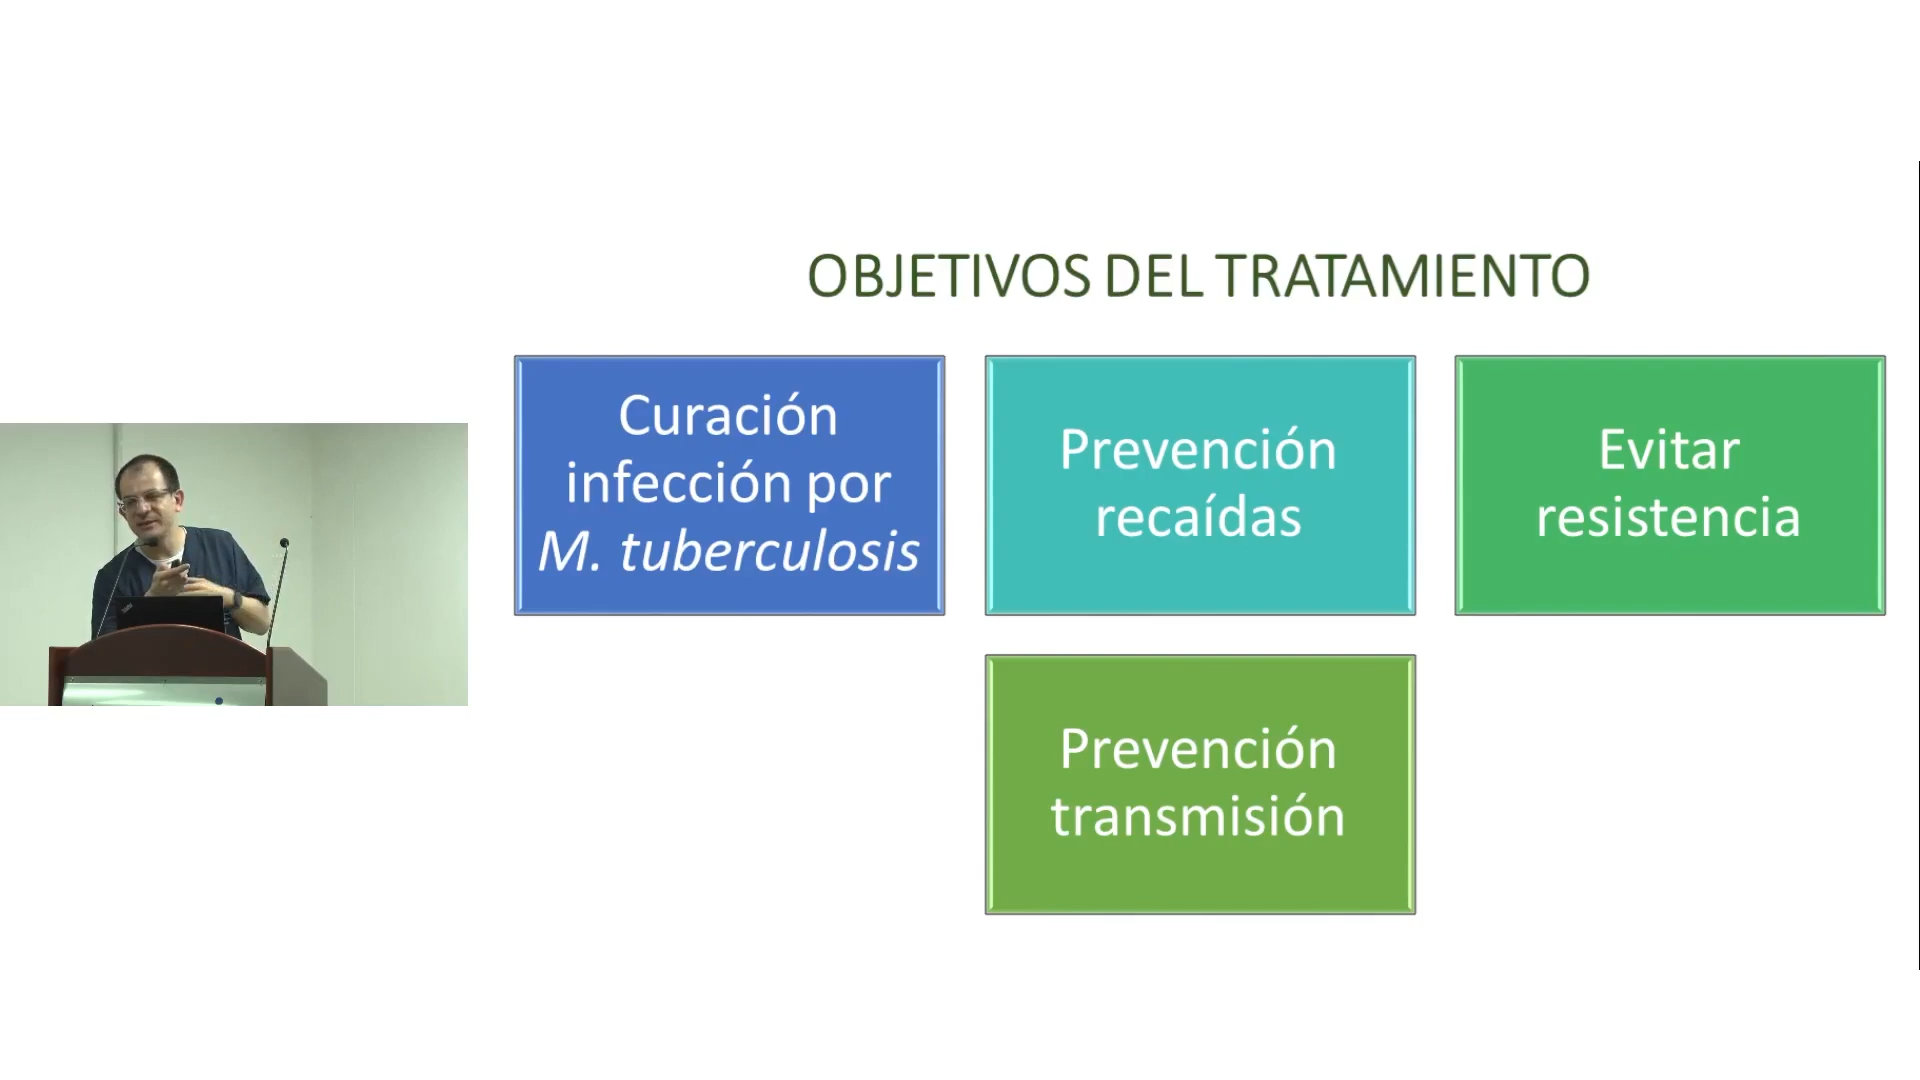 OBJETIVOS DEL TRATAMIENTO
Curación
infección por
M. tuberculosis
Prevención
recaídas
Evitar
resistencia
Prevención
transmisión